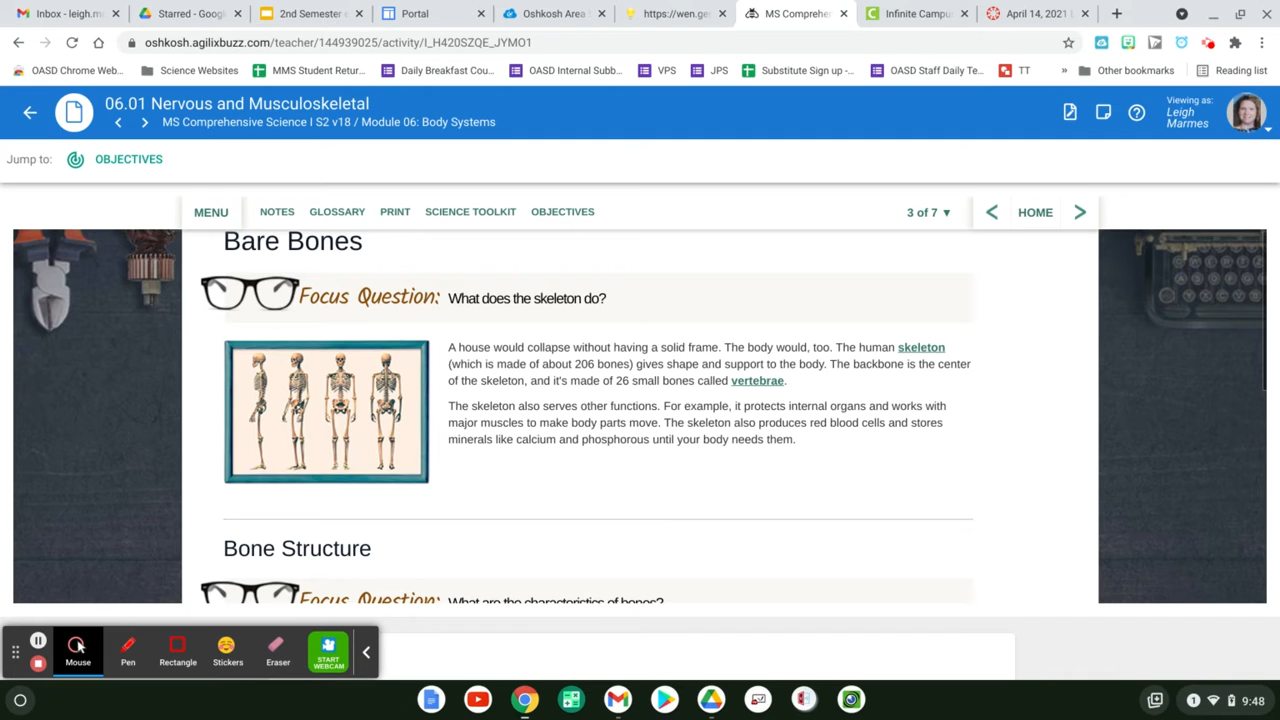 Inbox - leigh.m
Starred - Goog
2nd Semester e
Portal
Oshkosh Area
https://wen.ge
MS Comprehe
Infinite Campu
April 14, 2021 (
oshkosh.agilixbuzz.com/teacher/144939025/activity/I_H420SZQE_JYMO1
OASD Chrome Web...
Science Websites
MMS Student Retur...
Daily Breakfast Cou...
OASD Internal Subb...
VPS
JPS
Substitute Sign up -...
OASD Staff Daily Te...
TT
»
Other bookmarks
Reading list
06.01 Nervous and Musculoskeletal
MS Comprehensive Science I S2 v18 / Module 06: Body Systems
Viewing as:
Leigh
Marmes
Jump to: OBJECTIVES
MENU NOTES GLOSSARY PRINT SCIENCE TOOLKIT OBJECTIVES 3 of 7 ▼ HOME
Bare Bones
Focus Question: What does the skeleton do?
A house would collapse without having a solid frame. The body would, too. The human skeleton
(which is made of about 206 bones) gives shape and support to the body. The backbone is the center
of the skeleton, and it's made of 26 small bones called vertebrae.
The skeleton also serves other functions. For example, it protects internal organs and works with
major muscles to make body parts move. The skeleton also produces red blood cells and stores
minerals like calcium and phosphorous until your body needs them.
Bone Structure
Focus Question: What are the characteristics of bones?
Mouse
Pen
Rectangle
Stickers
Eraser
START
WEBCAM
1
9:48